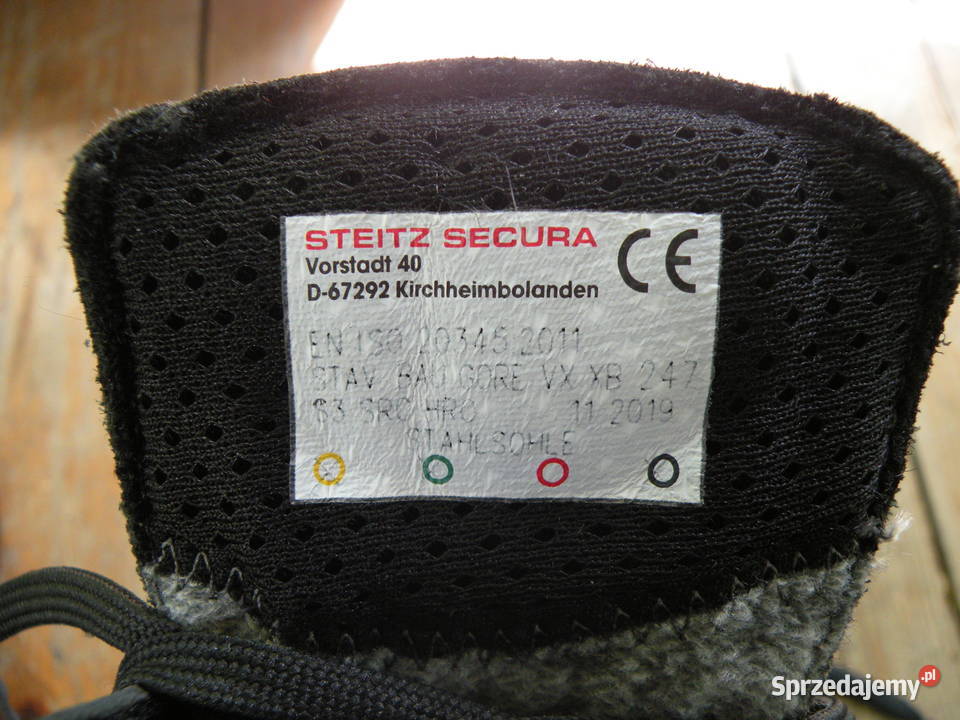 STEITZ SECURA
CE
Vorstadt 40
D-67292 Kirchheimbolanden
EN ISO 20345:2011
STAV. BAU GORE VX XB 247
S3 SRC HRO 11.2019
STAHLSOHLE
Sprzedajemy.pl